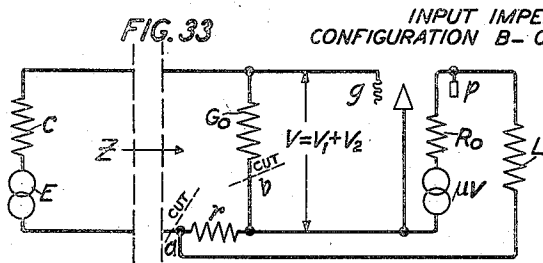 FIG. 33
INPUT IMPE
CONFIGURATION B-C
C
E
Z
G₀
CUT
b
V=V₁+V₂
g
p
R₀
μV
L
CUT
a
r